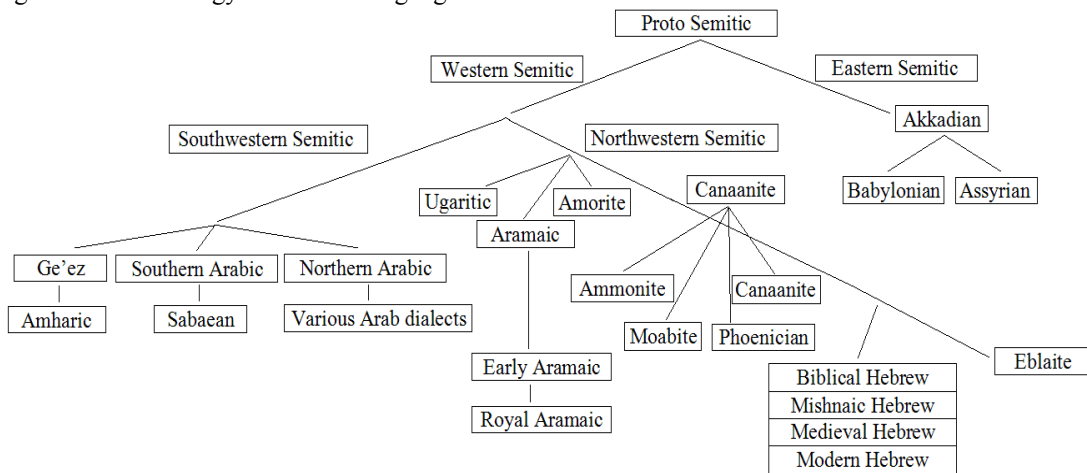 Proto Semitic
Western Semitic
Eastern Semitic
Akkadian
Southwestern Semitic
Northwestern Semitic
Ugaritic
Amorite
Canaanite
Babylonian
Assyrian
Aramaic
Ge'ez
Southern Arabic
Northern Arabic
Ammonite
Canaanite
Amharic
Sabaean
Various Arab dialects
Moabite
Phoenician
Early Aramaic
Eblaite
Biblical Hebrew
Royal Aramaic
Mishnaic Hebrew
Medieval Hebrew
Modern Hebrew